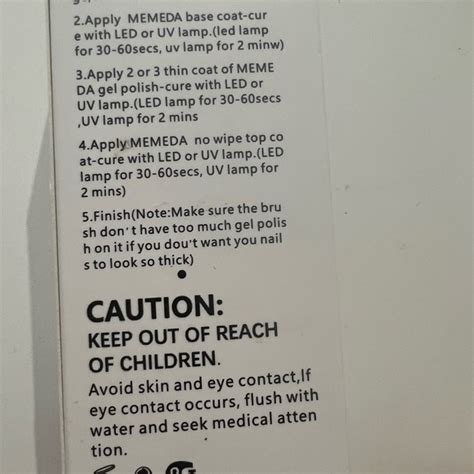 2.Apply MEMEDA base coat-cur
e with LED or UV lamp.(led lamp
for 30-60secs, uv lamp for 2 minw)
3.Apply 2 or 3 thin coat of MEME
DA gel polish-cure with LED or
UV lamp.(LED lamp for 30-60secs
,UV lamp for 2 mins
4.Apply MEMEDA no wipe top co
at-cure with LED or UV lamp.(LED
lamp for 30-60secs, UV lamp for
2 mins)
5.Finish(Note:Make sure the bru
sh don't have too much gel polis
h on it if you dou't want you nail
s to look so thick)
CAUTION:
KEEP OUT OF REACH
OF CHILDREN.
Avoid skin and eye contact,If
eye contact occurs, flush with
water and seek medical atten
tion.